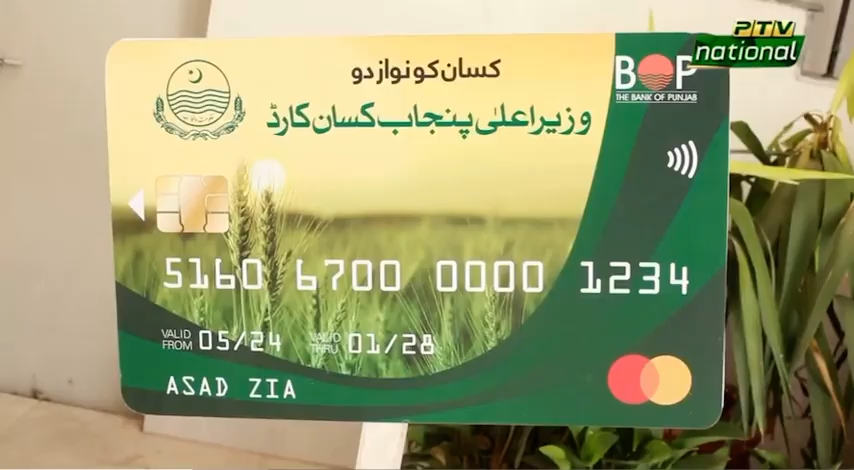 PTV
national
کسان کو نواز دو
وزیراعلیٰ پنجاب کسان کارڈ
BOP
THE BANK OF PUNJAB
5160 6700 0000 1234
VALID FROM 05/24 VALID THRU 01/28
ASAD ZIA